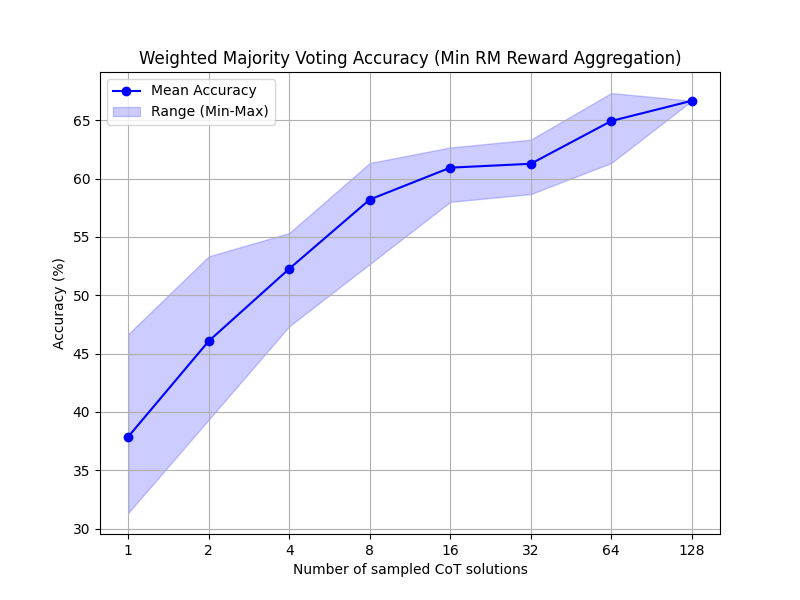 Weighted Majority Voting Accuracy (Min RM Reward Aggregation)
Mean Accuracy
Range (Min-Max)
Accuracy (%)
65
60
55
50
45
40
35
30
1 2 4 8 16 32 64 128
Number of sampled CoT solutions